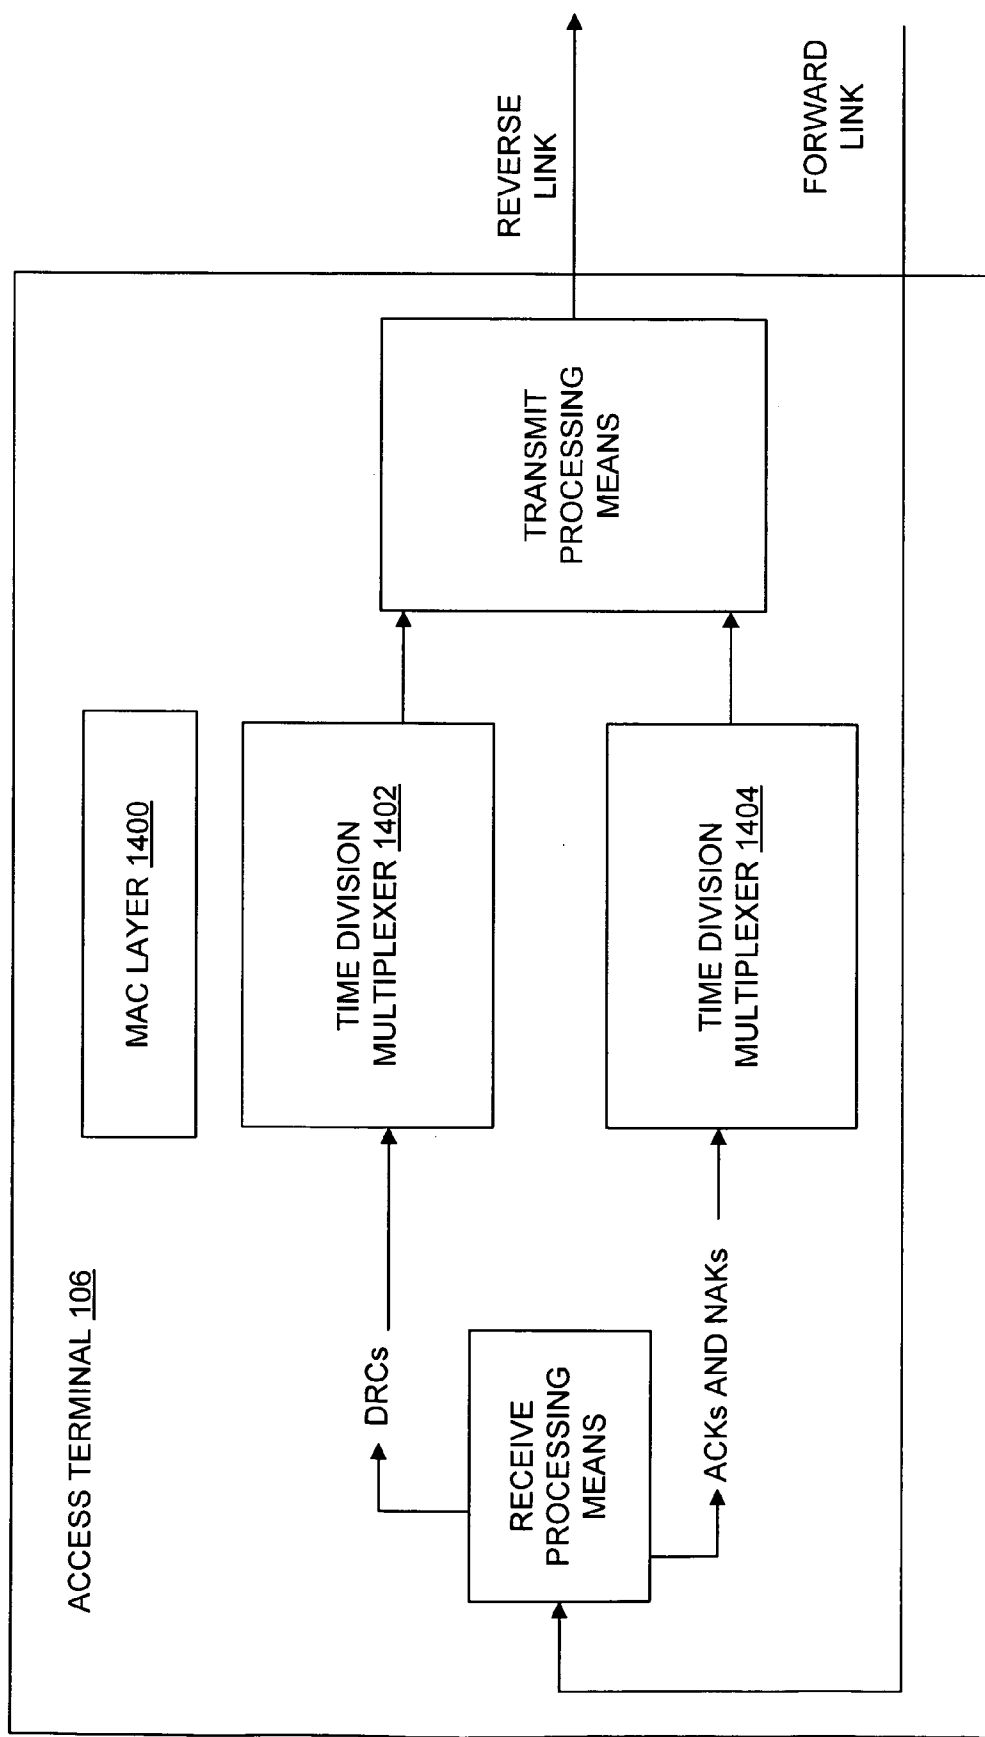 ACCESS TERMINAL 106
MAC LAYER 1400
DRCs
TIME DIVISION
MULTIPLEXER 1402
RECEIVE
PROCESSING
MEANS
TRANSMIT
PROCESSING
MEANS
REVERSE
LINK
ACKs AND NAKs
TIME DIVISION
MULTIPLEXER 1404
FORWARD
LINK